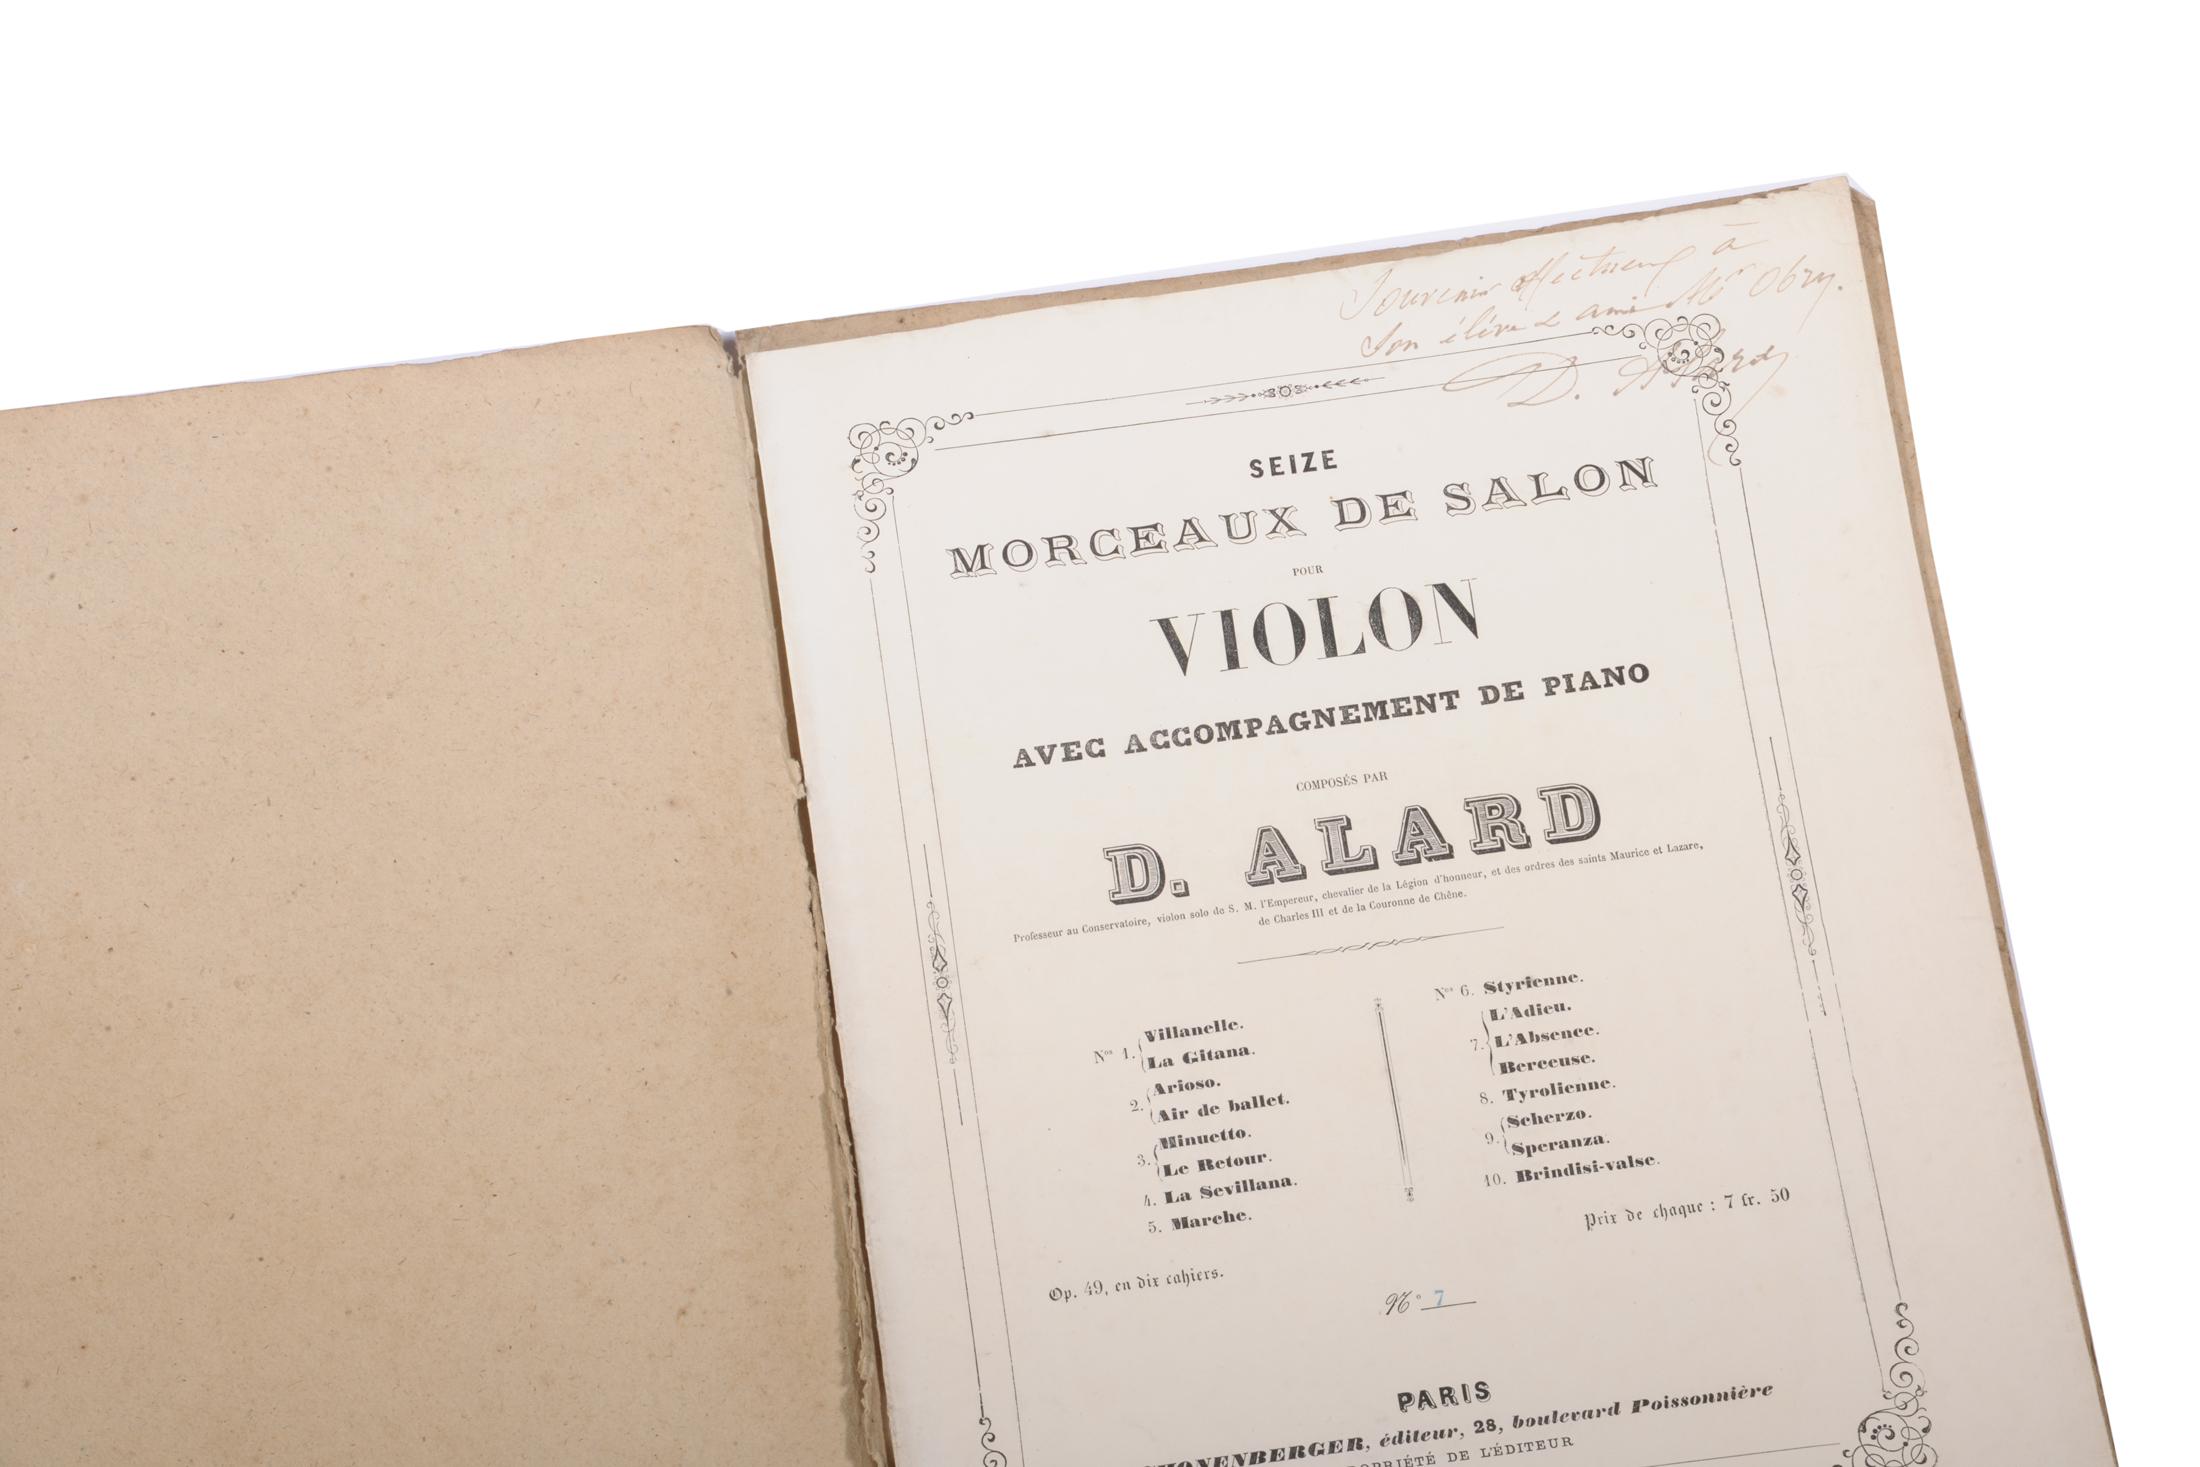 Souvenir affectueux à
Son élève & ami Mr Obry.
D. Alard
SEIZE
MORCEAUX DE SALON
POUR
VIOLON
AVEC ACCOMPAGNEMENT DE PIANO
COMPOSÉS PAR
D. ALARD
Professeur au Conservatoire, violon solo de S. M. l'Empereur, chevalier de la Légion d'honneur, et des ordres des saints Maurice et Lazare,
de Charles III et de la Couronne de Chêne.
Nos 1. Villanelle.
La Gitana.
2. Arioso.
Air de ballet.
3. Minuetto.
Le Retour.
4. La Sevillana.
5. Marche.
Nos 6. Styrienne.
7. L'Adieu.
L'Absence.
Berceuse.
8. Tyrolienne.
9. Scherzo.
Speranza.
10. Brindisi-valse.
Prix de chaque : 7 fr. 50
Op. 49, en dix cahiers.
No 7
PARIS
HONENBERGER, éditeur, 28, boulevard Poissonnière
OPRIÉTÉ DE L'ÉDITEUR